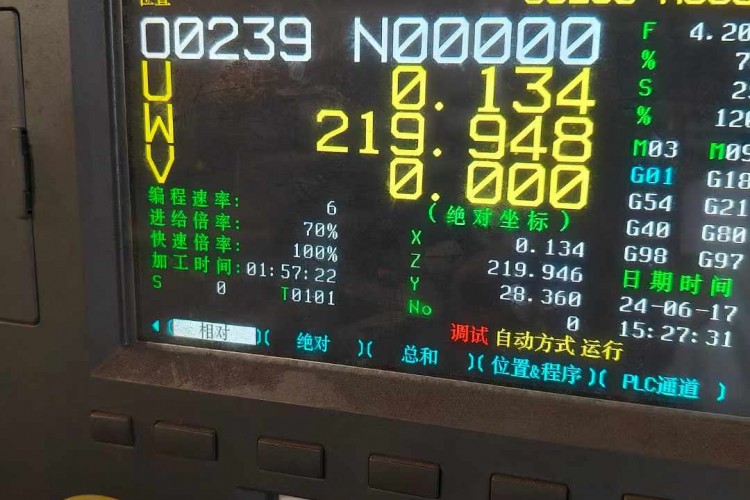 位置
O0239 N00000
U 0.134
W 219.948
V 0.000
编程速率: 6
进给倍率: 70%
快速倍率: 100%
加工时间:01:57:22
S 0 T0101
(绝对坐标)
X 0.134
Z 219.946
Y 28.360
No 0
F 4.20
%
S
% 120
M03 M09
G01 G18
G54 G21
G40 G80
G98 G97
日期时间
24-06-17
15:27:31
调试 自动方式 运行
(相对)( 绝对 )( 总和 )(位置&程序)( PLC通道 )